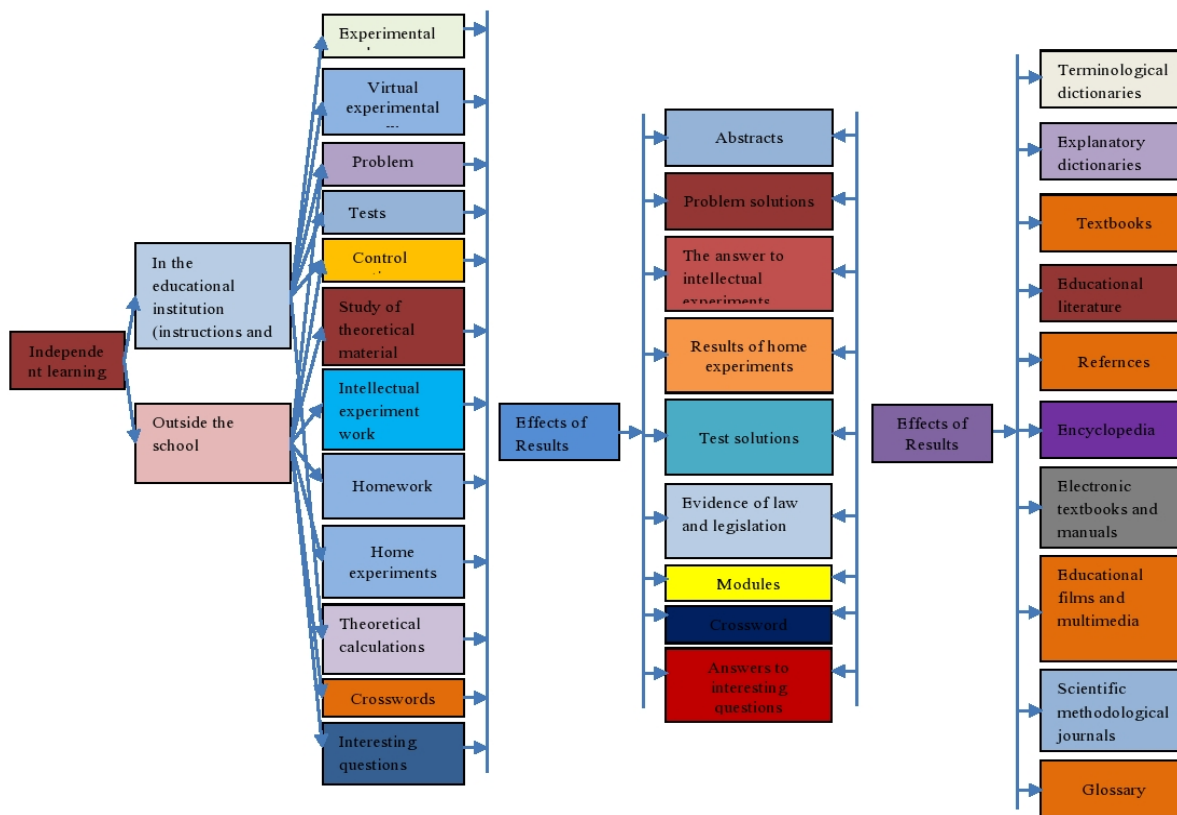 Independe
nt learning
In the
educational
institution
(instructions and
Outside the
school
Experimental
Virtual
experimental
Problem
Tests
Control
Study of
theoretical
material
Intellectual
experiment
work
Homework
Home
experiments
Theoretical
calculations
Crosswords
Interesting
questions
Effects of
Results
Abstracts
Problem solutions
The answer to
intellectual
experiments
Results of home
experiments
Test solutions
Evidence of law
and legislation
Modules
Crossword
Answers to
interesting
questions
Effects of
Results
Terminological
dictionaries
Explanatory
dictionaries
Textbooks
Educational
literature
Refernces
Encyclopedia
Electronic
textbooks and
manuals
Educational
films and
multimedia
Scientific
methodological
journals
Glossary